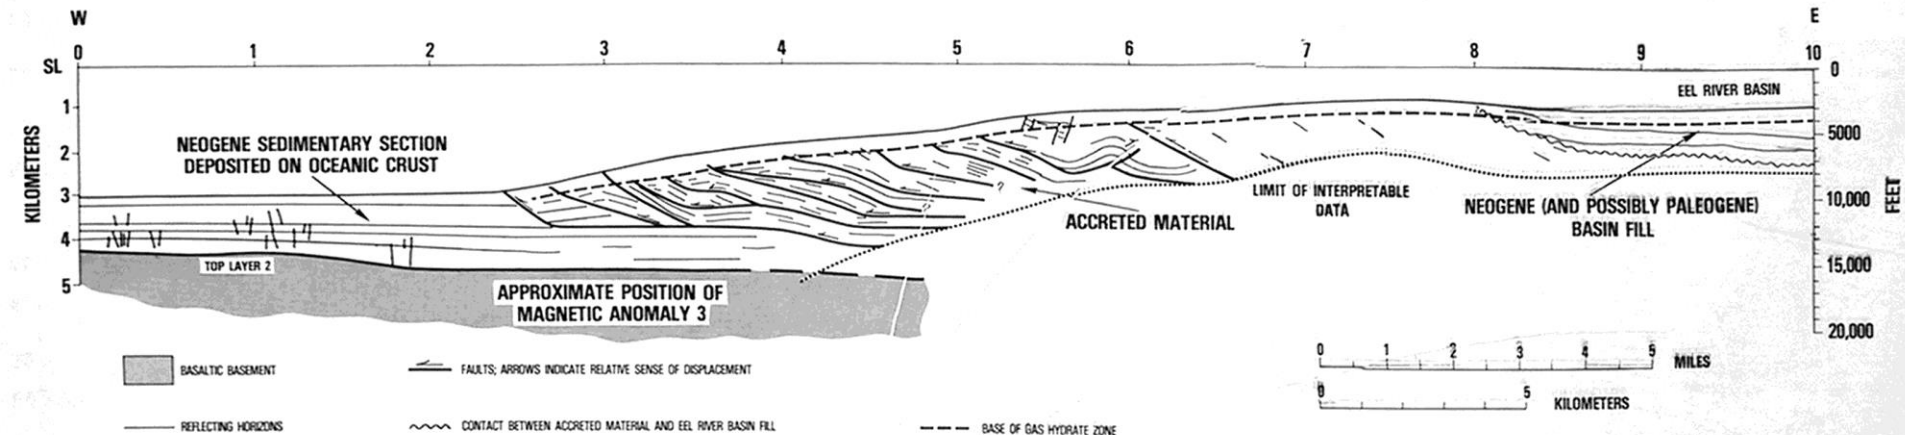 W E
0 1 2 3 4 5 6 7 8 9 10
SL 0
EEL RIVER BASIN
1
5000
NEOGENE SEDIMENTARY SECTION
DEPOSITED ON OCEANIC CRUST
2
KILOMETERS
3
?
?
LIMIT OF INTERPRETABLE
DATA
10,000
FEET
NEOGENE (AND POSSIBLY PALEOGENE)
BASIN FILL
ACCRETED MATERIAL
4
TOP LAYER 2
15,000
5
APPROXIMATE POSITION OF
MAGNETIC ANOMALY 3
20,000
0 1 2 3 4 5 MILES
BASALTIC BASEMENT
FAULTS; ARROWS INDICATE RELATIVE SENSE OF DISPLACEMENT
0 5 KILOMETERS
REFLECTING HORIZONS
CONTACT BETWEEN ACCRETED MATERIAL AND EEL RIVER BASIN FILL
BASE OF GAS HYDRATE ZONE